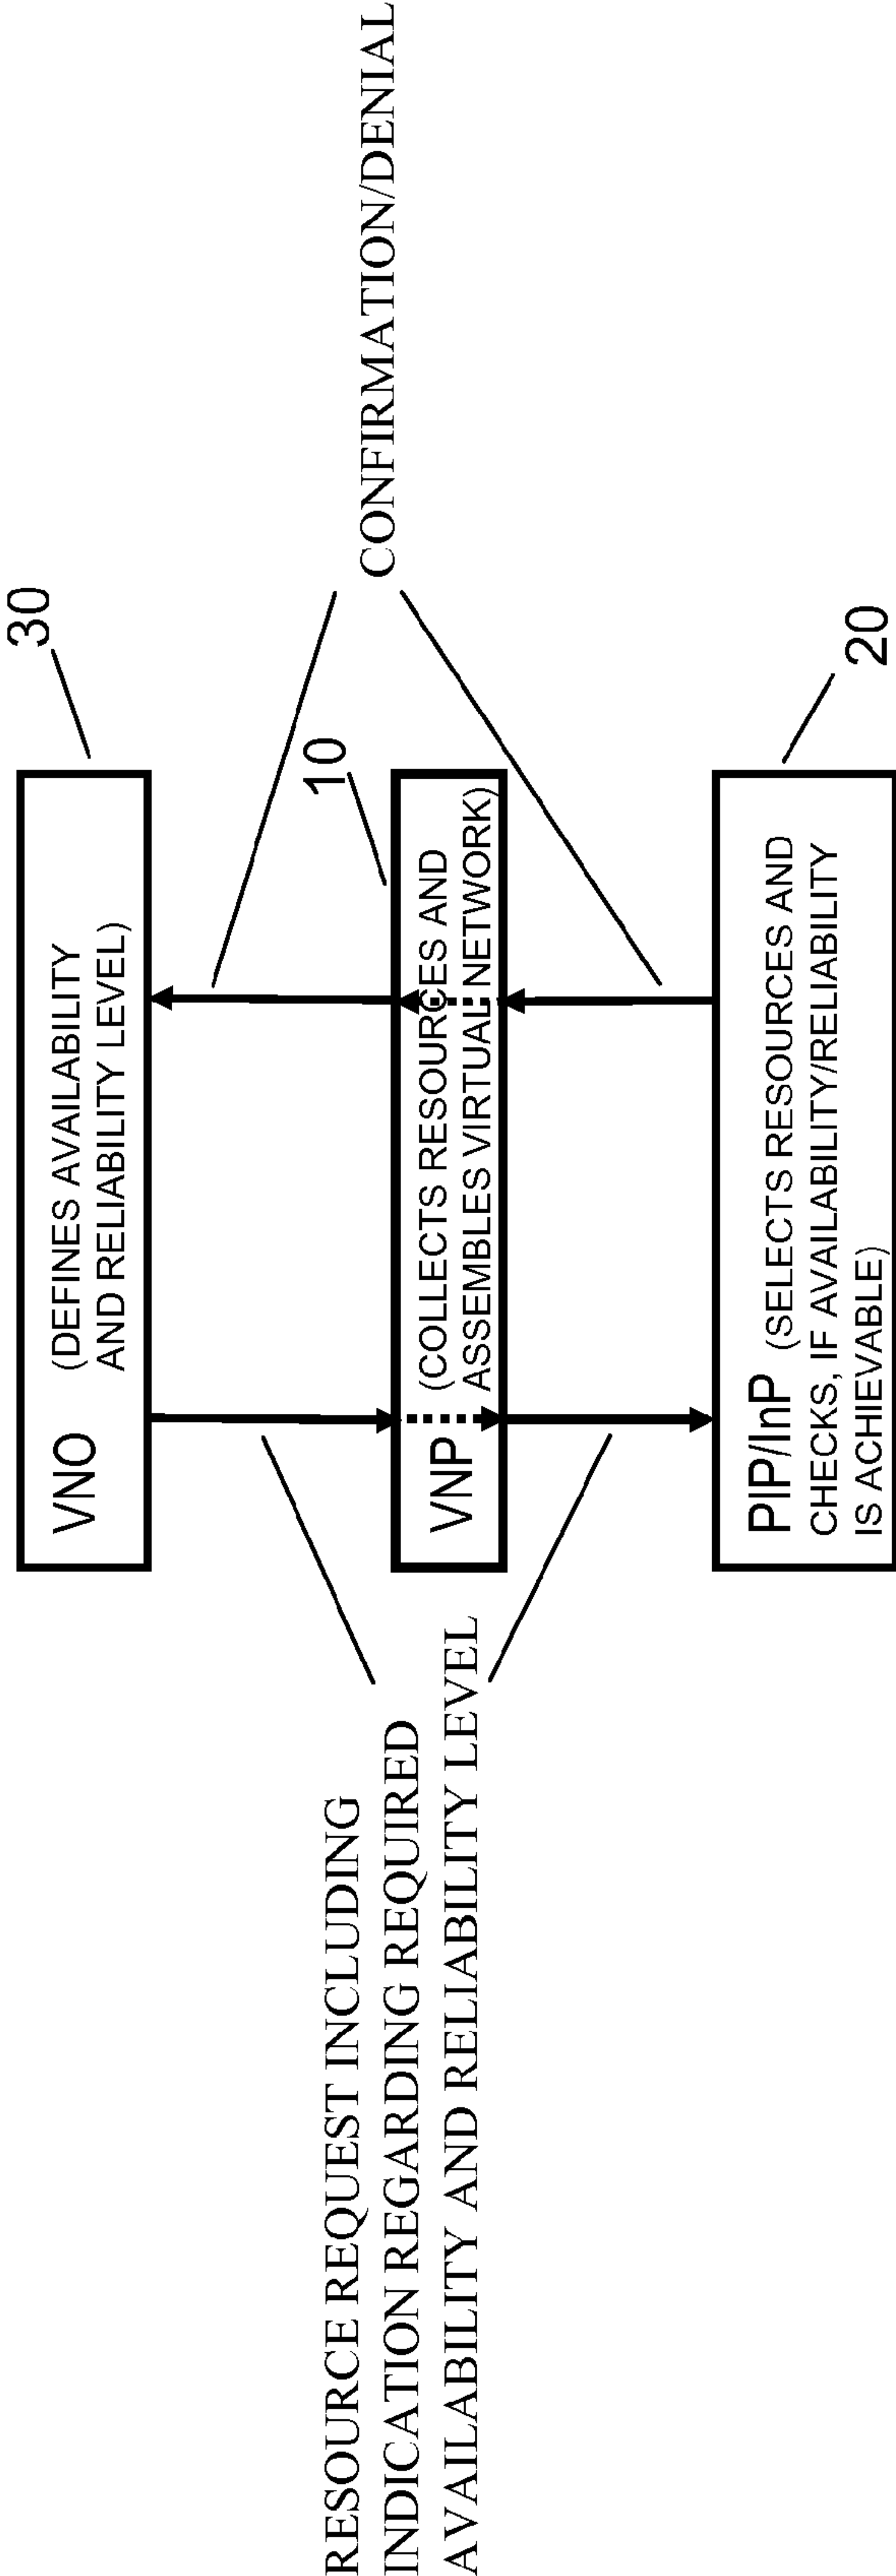 30
VNO (DEFINES AVAILABILITY
AND RELIABILITY LEVEL)
RESOURCE REQUEST INCLUDING
INDICATION REGARDING REQUIRED
AVAILABILITY AND RELIABILITY LEVEL
10
VNP (COLLECTS RESOURCES AND
ASSEMBLES VIRTUAL NETWORK)
CONFIRMATION/DENIAL
PIP/InP (SELECTS RESOURCES AND
CHECKS, IF AVAILABILITY/RELIABILITY
IS ACHIEVABLE)
20